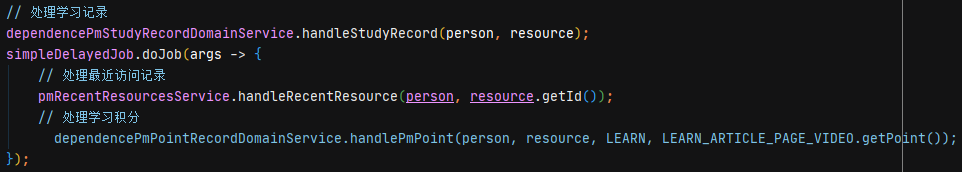 // 处理学习记录
dependencePmStudyRecordDomainService.handleStudyRecord(person, resource);
simpleDelayedJob.doJob(args -> {
// 处理最近访问记录
pmRecentResourcesService.handleRecentResource(person, resource.getId());
// 处理学习积分
dependencePmPointRecordDomainService.handlePmPoint(person, resource, LEARN, LEARN_ARTICLE_PAGE_VIDEO.getPoint());
});